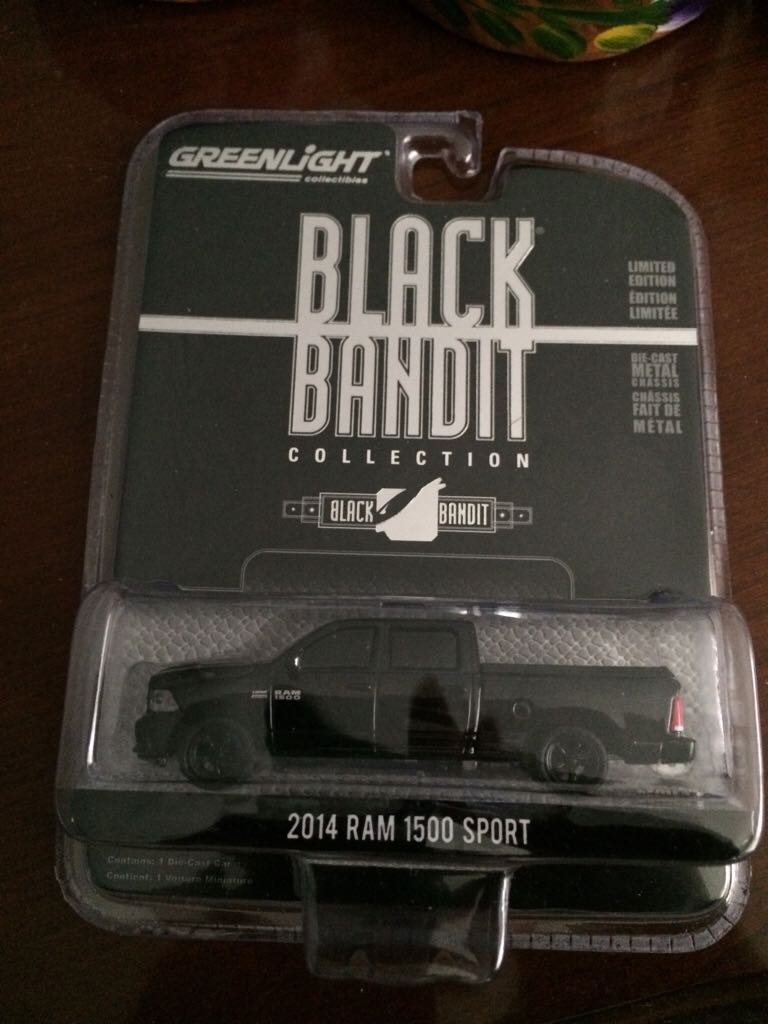 GREENLiGHT
collectibles
BLACK
BANDIT
COLLECTION
LIMITED
EDITION
ÉDITION
LIMITÉE
DIE-CAST
METAL
CHASSIS
CHÂSSIS
FAIT DE
MÉTAL
BLACK BANDIT
RAM
1500
2014 RAM 1500 SPORT
Contains: 1 Die-Cast Car
Contient: 1 Voiture Miniature